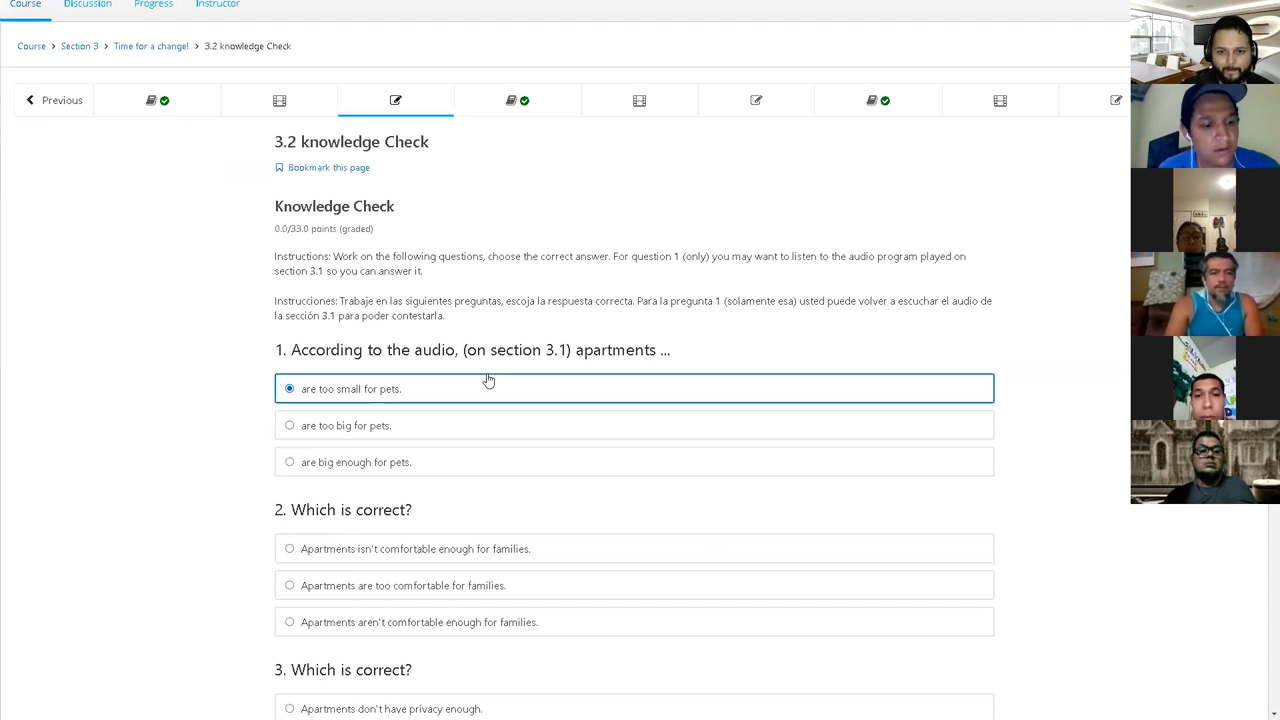 Course Discussion Progress Instructor
Course > Section 3 > Time for a change! > 3.2 knowledge Check
Previous
3.2 knowledge Check
Bookmark this page
Knowledge Check
0.0/33.0 points (graded)
Instructions: Work on the following questions, choose the correct answer. For question 1 (only) you may want to listen to the audio program played on
section 3.1 so you can answer it.
Instrucciones: Trabaje en las siguientes preguntas, escoja la respuesta correcta. Para la pregunta 1 (solamente esa) usted puede volver a escuchar el audio de
la sección 3.1 para poder contestarla.
1. According to the audio, (on section 3.1) apartments ...
are too small for pets.
are too big for pets.
are big enough for pets.
2. Which is correct?
Apartments isn't comfortable enough for families.
Apartments are too comfortable for families.
Apartments aren't comfortable enough for families.
3. Which is correct?
Apartments don't have privacy enough.